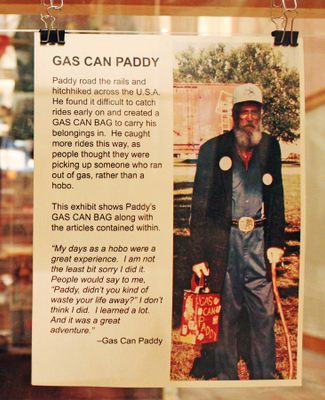 GAS CAN PADDY
Paddy road the rails and
hitchhiked across the U.S.A.
He found it difficult to catch
rides early on and created a
GAS CAN BAG to carry his
belongings in. He caught
more rides this way, as
people thought they were
picking up someone who ran
out of gas, rather than a
hobo.
This exhibit shows Paddy's
GAS CAN BAG along with
the articles contained within.
"My days as a hobo were a
great experience. I am not
the least bit sorry I did it.
People would say to me,
"Paddy, didn't you kind of
waste your life away?" I don't
think I did. I learned a lot.
And it was a great
adventure."
–Gas Can Paddy
GAS
CAN
PADDY